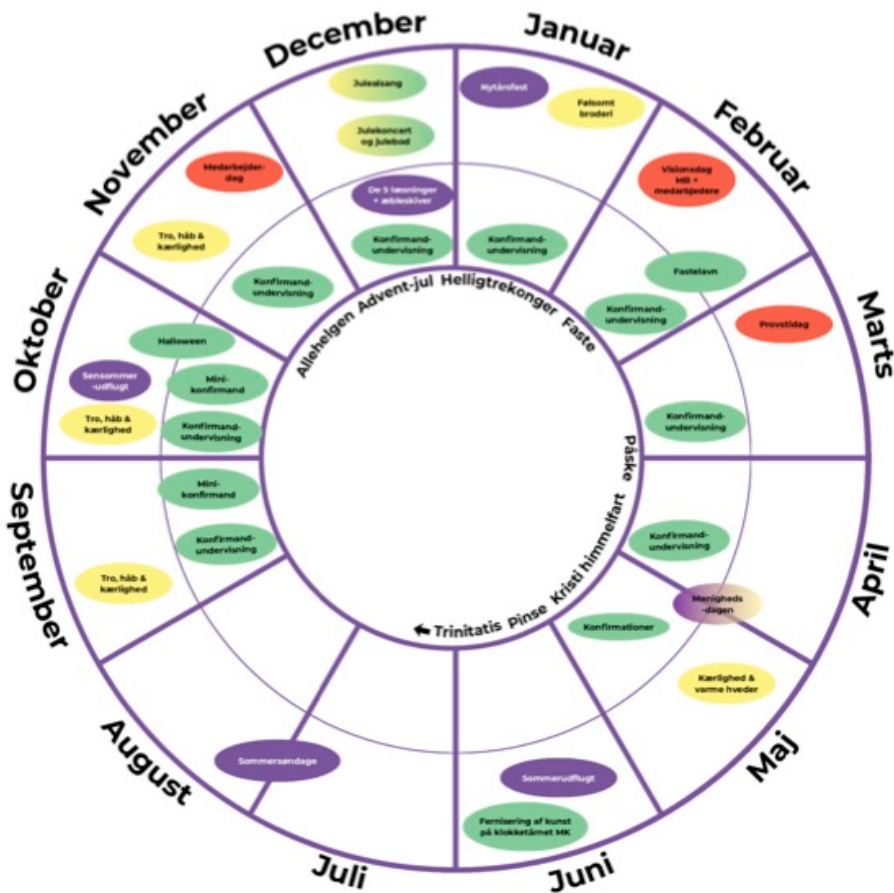 Januar
Nytårsfest
Følsomt
broderi
Konfirmand-
undervisning
Februar
Visionsdag
MR +
medarbjedere
Fastelavn
Konfirmand-
undervisning
Marts
Provstidag
Konfirmand-
undervisning
April
Konfirmand-
undervisning
Menigheds
-dagen
Maj
Konfirmationer
Kærlighed &
varme hveder
Juni
Sommerudflugt
Fernisering af kunst
på klokketårnet MK
Juli
Sommersøndage
August
September
Mini-
konfirmand
Konfirmand-
undervisning
Tro, håb &
kærlighed
Oktober
Halloween
Sensommer
-udflugt
Mini-
konfirmand
Tro, håb &
kærlighed
Konfirmand-
undervisning
November
Medarbejder-
dag
Tro, håb &
kærlighed
Konfirmand-
undervisning
December
Julealsang
Julekoncert
og julebod
De 5 læsninger
+ æbleskiver
Konfirmand-
undervisning
Allehelgen Advent-jul Helligtrekonger Faste
Påske
Kristi himmelfart
Pinse
Trinitatis